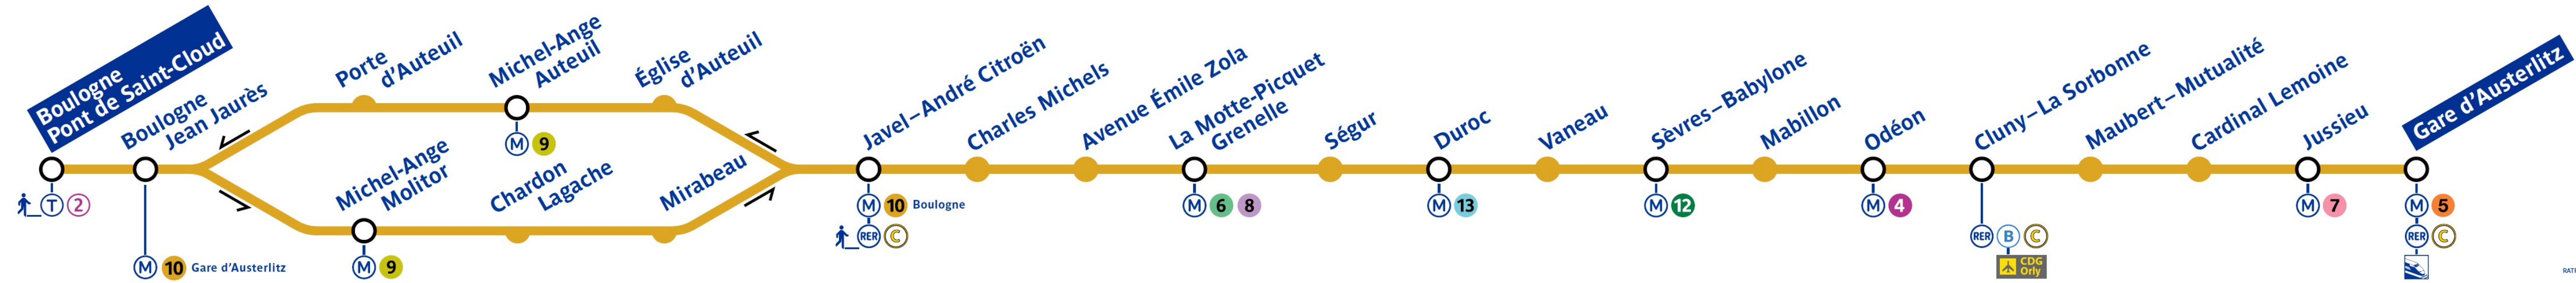 Boulogne
Pont de Saint-Cloud
T 2
Boulogne
Jean Jaurès
M 10 Gare d'Austerlitz
Porte
d'Auteuil
Michel-Ange
Auteuil
M 9
Église
d'Auteuil
Michel-Ange
Molitor
M 9
Chardon
Lagache
Mirabeau
Javel–André Citroën
M 10 Boulogne
RER C
Charles Michels
Avenue Émile Zola
La Motte-Picquet
Grenelle
M 6 8
Ségur
Duroc
M 13
Vaneau
Sèvres–Babylone
M 12
Mabillon
Odéon
M 4
Cluny–La Sorbonne
RER B C
CDG
Orly
Maubert–Mutualité
Cardinal Lemoine
Jussieu
M 7
Gare d'Austerlitz
M 5
RER C